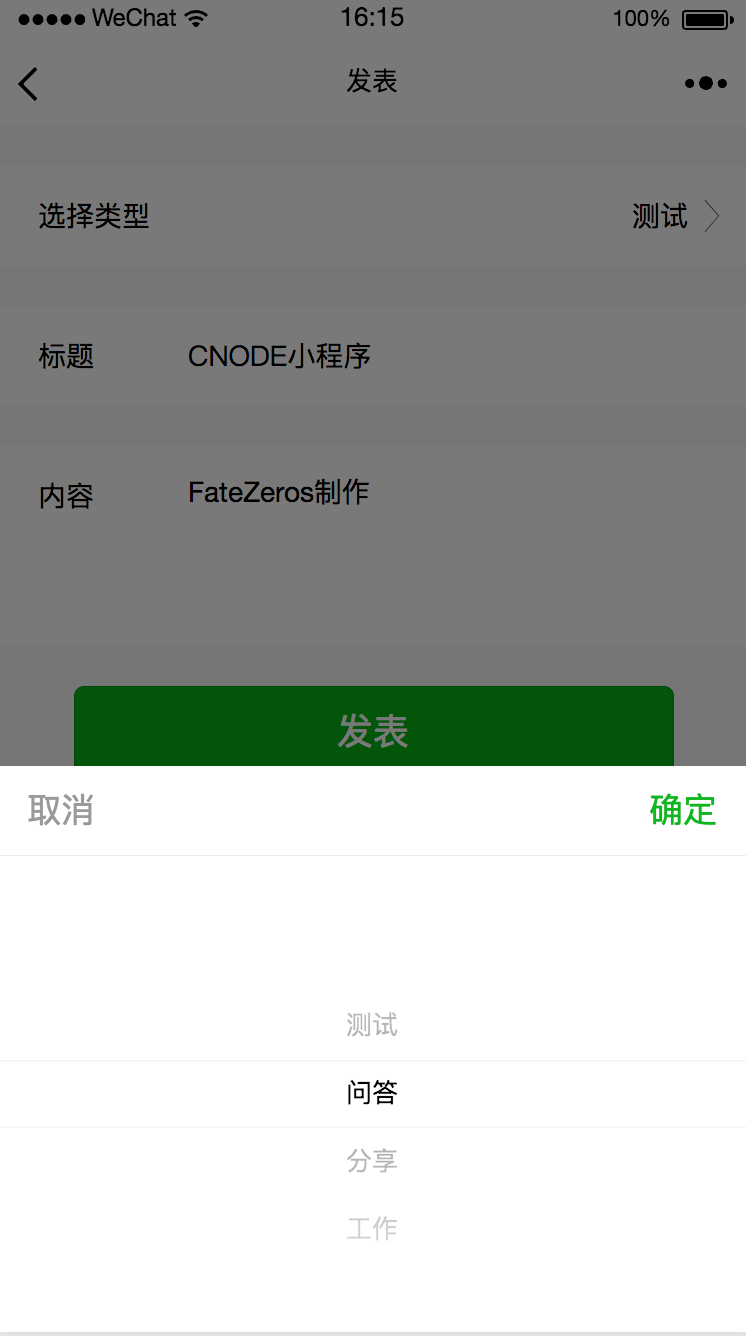 WeChat 16:15 100%
发表
选择类型 测试
标题 CNODE小程序
内容 FateZeros制作
发表
取消 确定
测试
问答
分享
工作